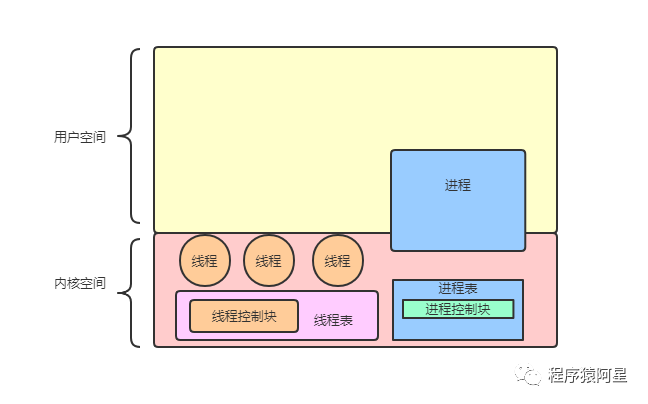 用户空间
进程
内核空间
线程
线程
线程
进程表
进程控制块
线程控制块
线程表
程序猿阿星